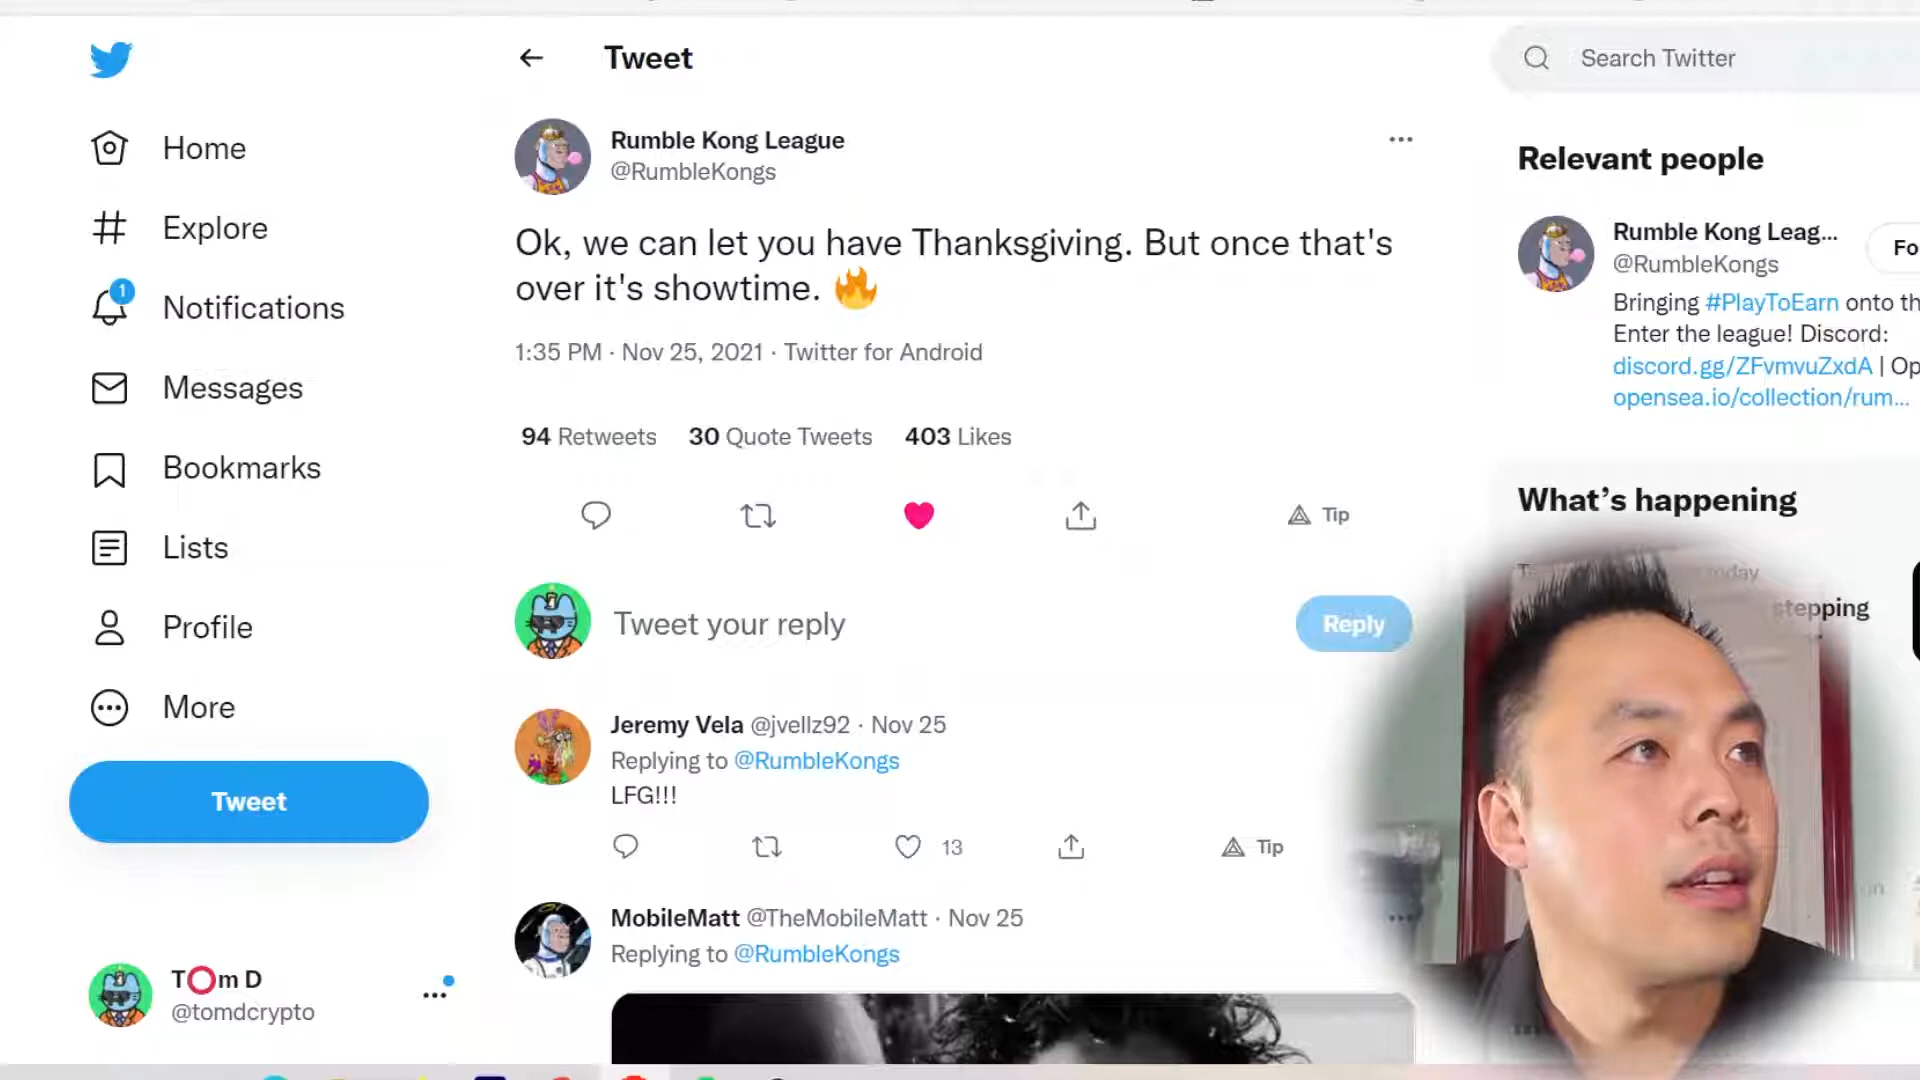 Tweet
Search Twitter
Home
Explore
1
Notifications
Messages
Bookmarks
Lists
Profile
More
Tweet
TOm D
@tomdcrypto
Rumble Kong League
@RumbleKongs
Ok, we can let you have Thanksgiving. But once that's
over it's showtime. 🔥
1:35 PM · Nov 25, 2021 · Twitter for Android
94 Retweets 30 Quote Tweets 403 Likes
Tip
Tweet your reply
Reply
Jeremy Vela @jvellz92 · Nov 25
Replying to @RumbleKongs
LFG!!!
13
Tip
MobileMatt @TheMobileMatt · Nov 25
Replying to @RumbleKongs
Relevant people
Rumble Kong Leag...
@RumbleKongs
Fo
Bringing #PlayToEarn onto th
Enter the league! Discord:
discord.gg/ZFvmvuZxdA | Op
opensea.io/collection/rum...
What's happening
stepping